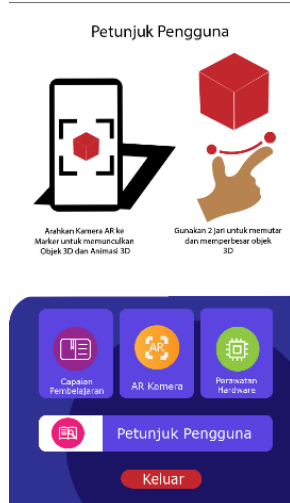 Petunjuk Pengguna
Arahkan Kamera AR ke
Marker untuk memunculkan
Objek 3D dan Animasi 3D
Gunakan 2 jari untuk memutar
dan memperbesar objek
3D
Capaian
Pembelajaran
AR
AR Kamera
Perawatan
Hardware
Petunjuk Pengguna
Keluar